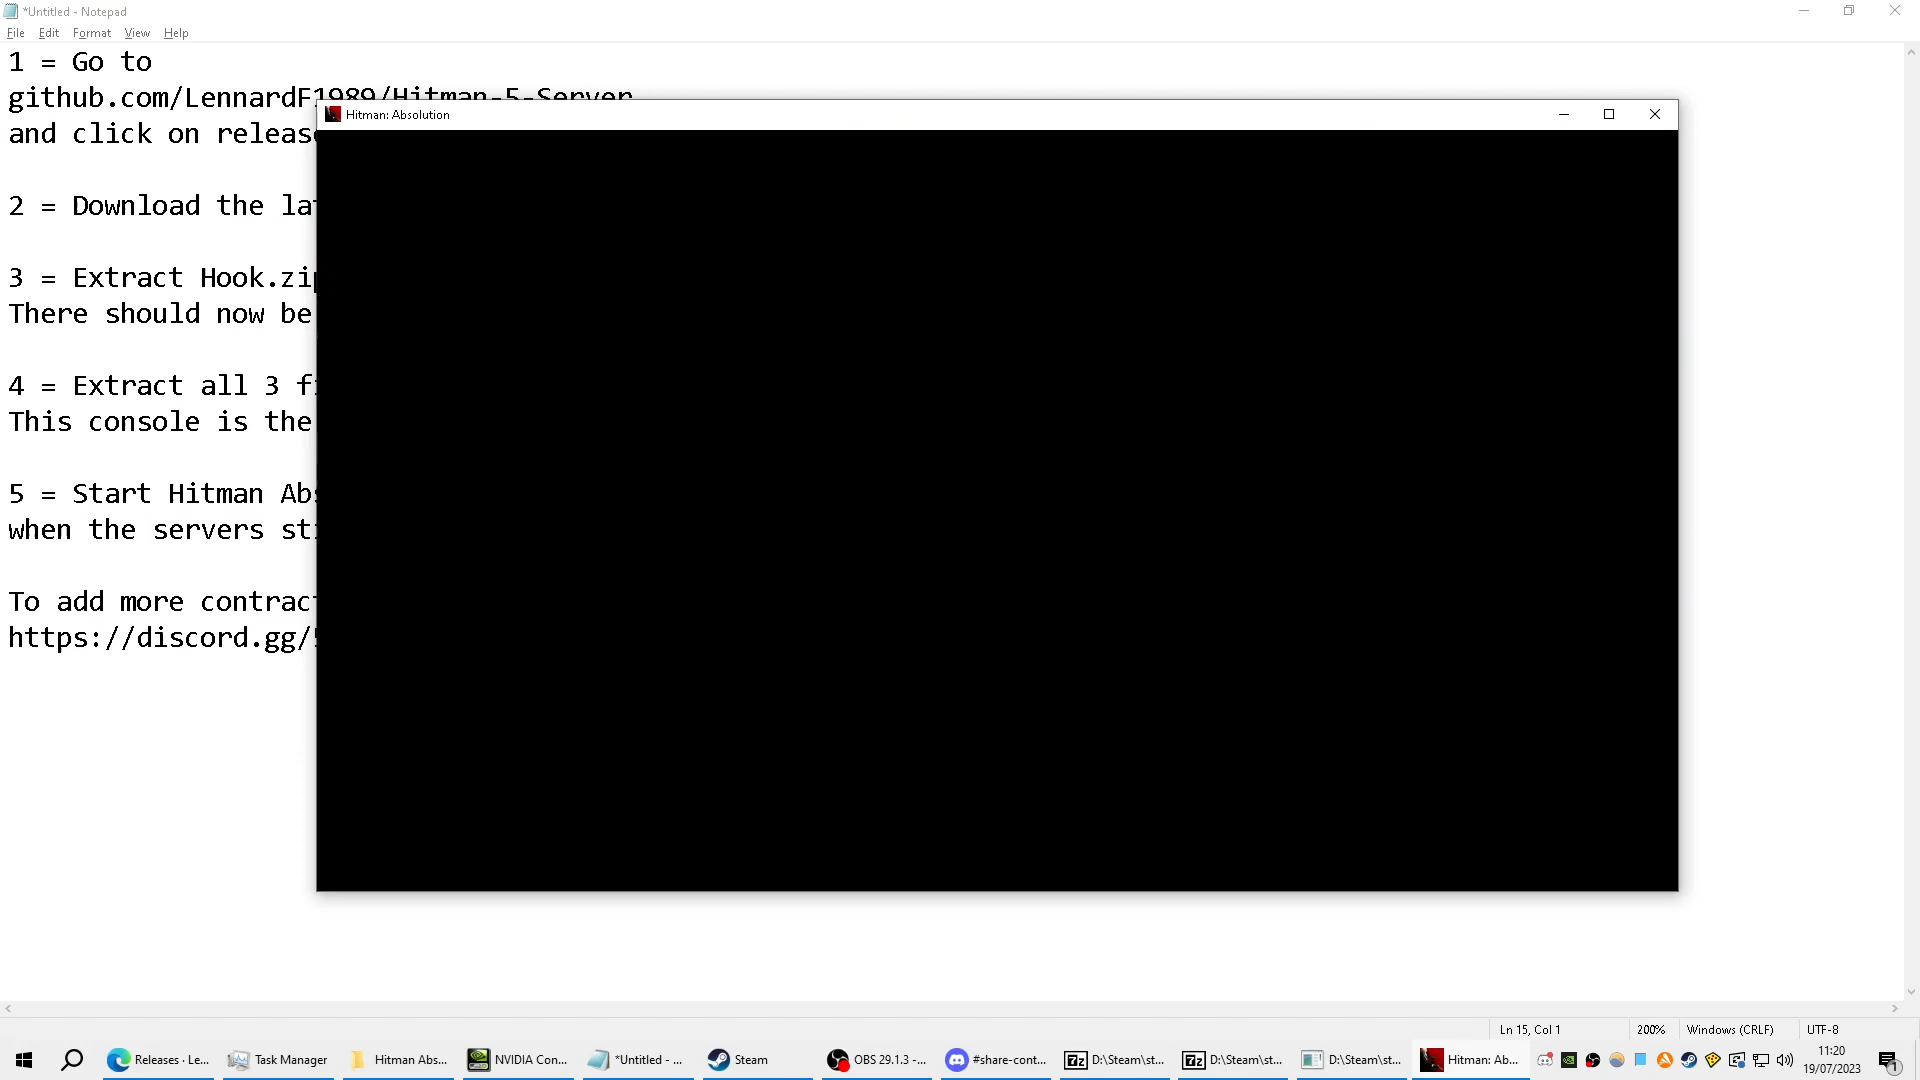 *Untitled - Notepad
File Edit Format View Help
1 = Go to
github.com/LennardF1989/Hitman-5-Server
and click on releas
2 = Download the la
3 = Extract Hook.zip
There should now be
4 = Extract all 3 f
This console is the
5 = Start Hitman Abs
when the servers st
To add more contract
https://discord.gg/
Hitman: Absolution
Ln 15, Col 1 200% Windows (CRLF) UTF-8
Releases · Le... Task Manager Hitman Abs... NVIDIA Con... *Untitled - ... Steam OBS 29.1.3 -... #share-cont... D:\Steam\st... D:\Steam\st... D:\Steam\st... Hitman: Ab...
11:20
19/07/2023
1